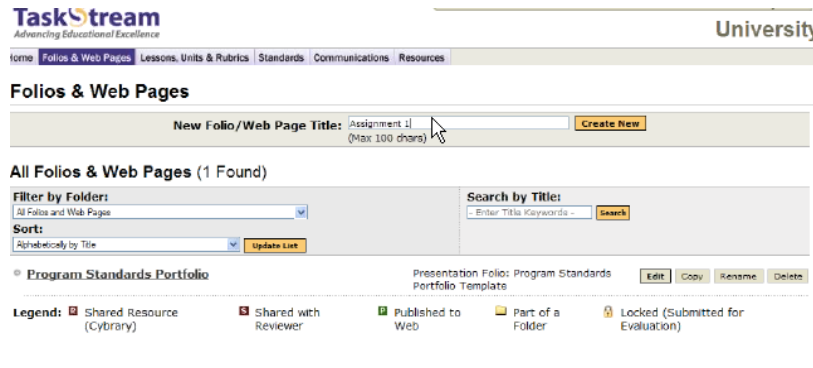 TaskStream
Advancing Educational Excellence
University
Home Folios & Web Pages Lessons, Units & Rubrics Standards Communications Resources
Folios & Web Pages
New Folio/Web Page Title: Assignment 1 Create New
(Max 100 chars)
All Folios & Web Pages (1 Found)
Filter by Folder: Search by Title:
All Folios and Web Pages - Enter Title Keywords - Search
Sort:
Alphabetically by Title Update List
Program Standards Portfolio Presentation Folio: Program Standards Edit Copy Rename Delete
Portfolio Template
Legend: P Shared Resource S Shared with P Published to Part of a Locked (Submitted for
(Cybrary) Reviewer Web Folder Evaluation)